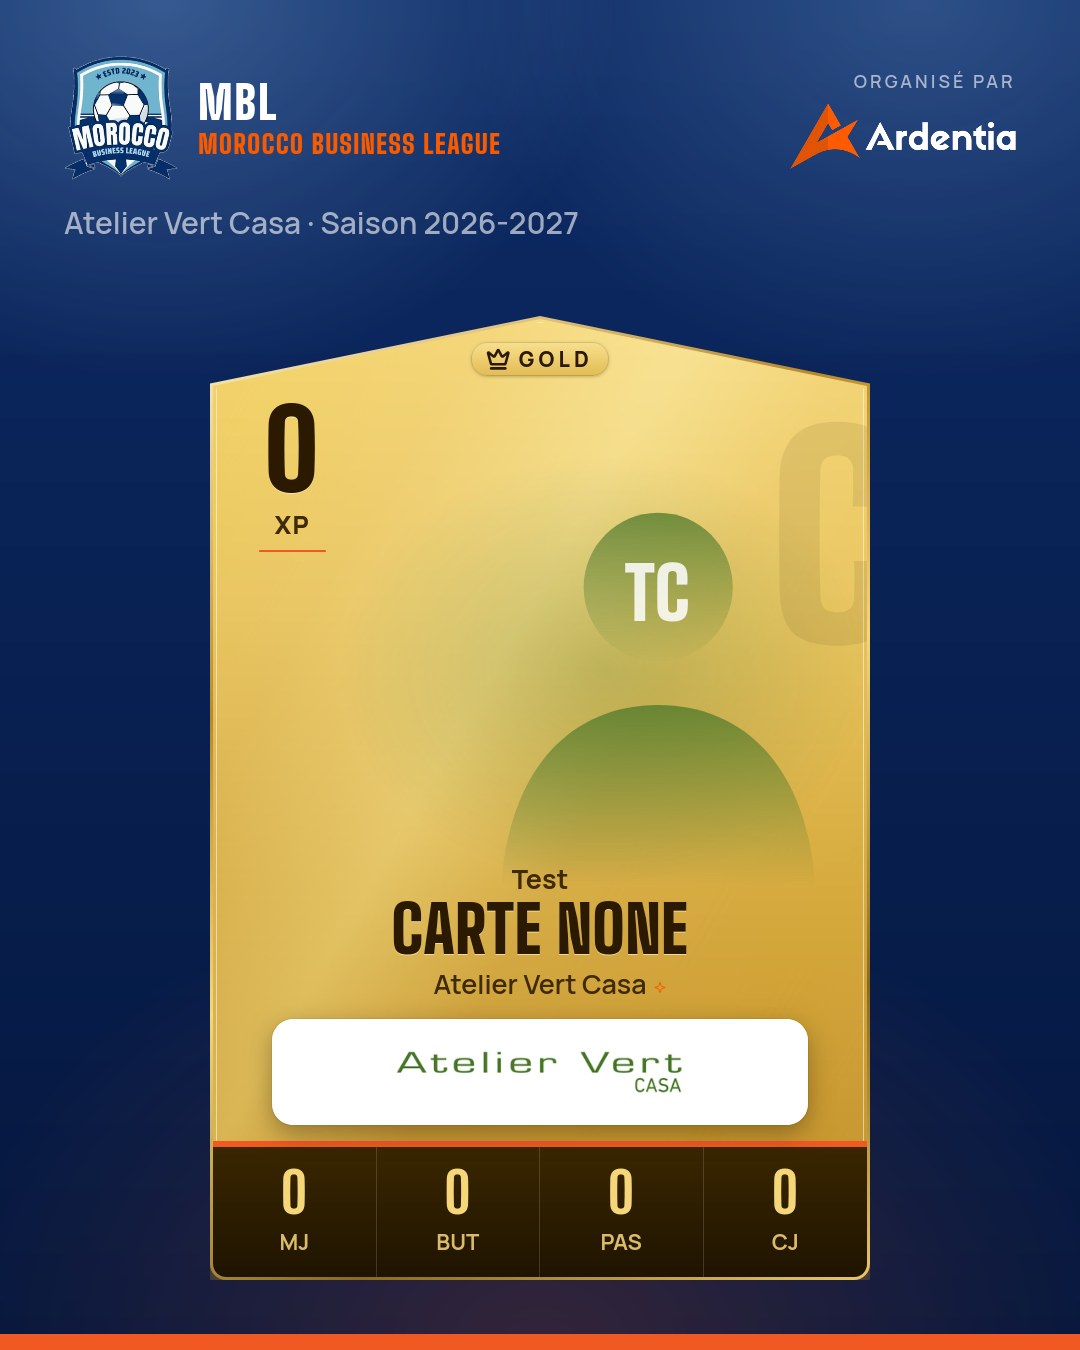 ★ ESTD 2023 ★
MOROCCO
BUSINESS LEAGUE
MBL
MOROCCO BUSINESS LEAGUE
ORGANISÉ PAR
Ardentia
Atelier Vert Casa · Saison 2026-2027
GOLD
0
XP
C
TC
Test
CARTE NONE
Atelier Vert Casa
Atelier Vert
CASA
0 0 0 0
MJ BUT PAS CJ